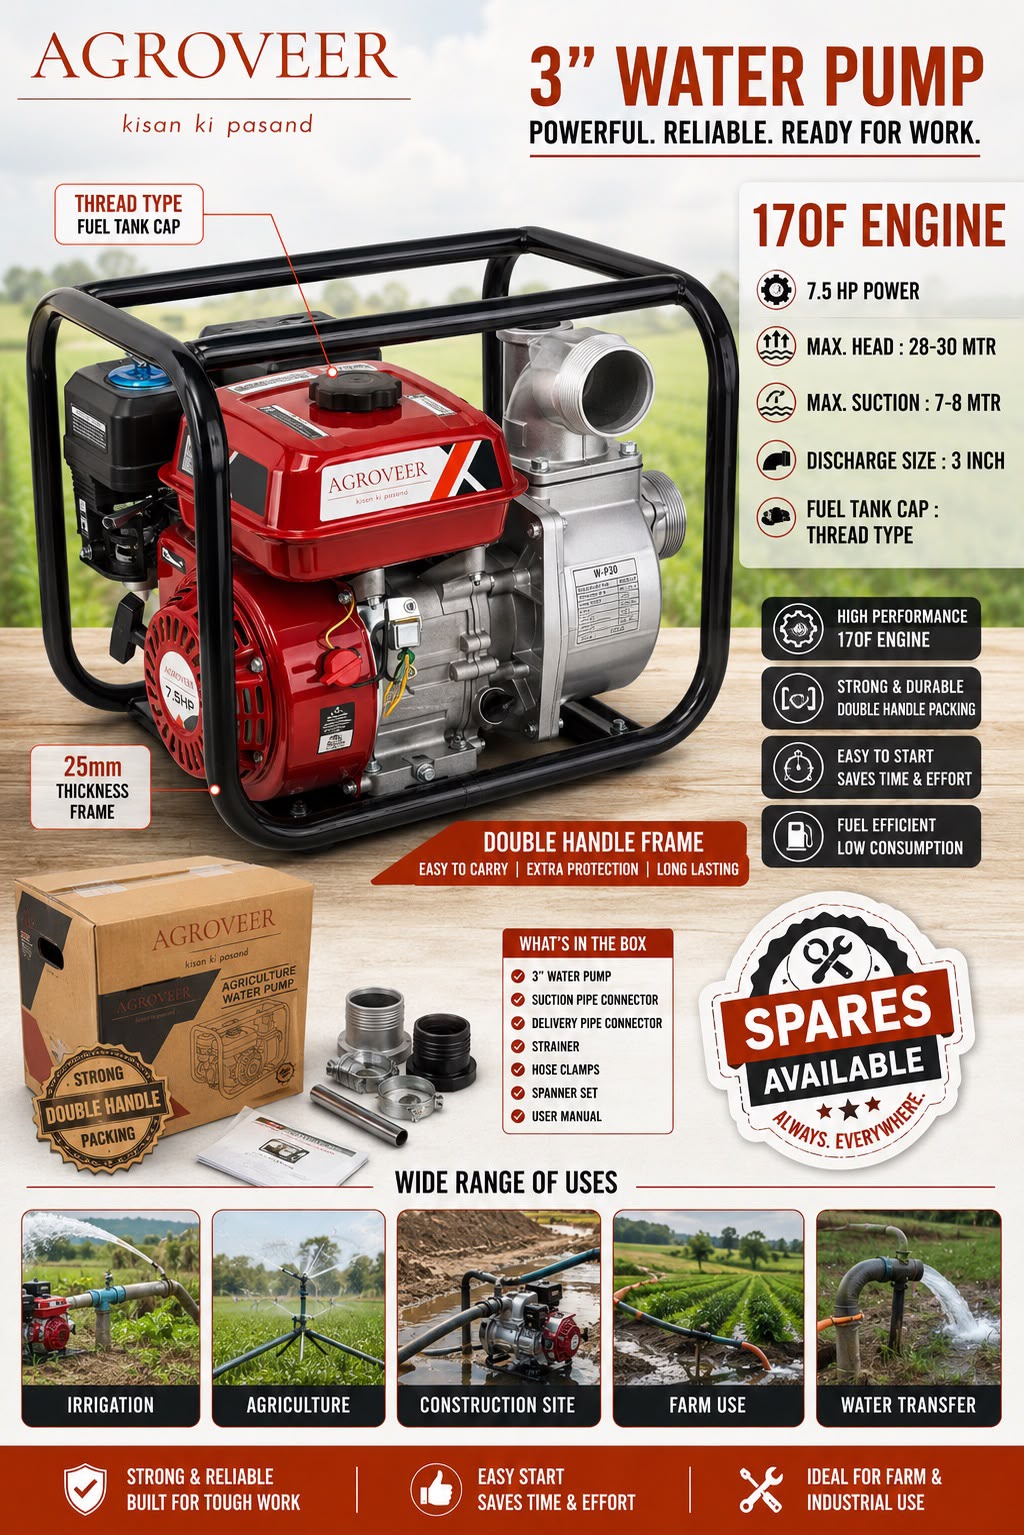 AGROVEER
kisan ki pasand
3" WATER PUMP
POWERFUL. RELIABLE. READY FOR WORK.
THREAD TYPE
FUEL TANK CAP
170F ENGINE
7.5 HP POWER
MAX. HEAD : 28-30 MTR
MAX. SUCTION : 7-8 MTR
DISCHARGE SIZE : 3 INCH
FUEL TANK CAP :
THREAD TYPE
AGROVEER
kisan ki pasand
W-P30
AGROVEER
7.5HP
HIGH PERFORMANCE
170F ENGINE
STRONG & DURABLE
DOUBLE HANDLE PACKING
EASY TO START
SAVES TIME & EFFORT
FUEL EFFICIENT
LOW CONSUMPTION
25mm
THICKNESS
FRAME
DOUBLE HANDLE FRAME
EASY TO CARRY | EXTRA PROTECTION | LONG LASTING
AGROVEER
kisan ki pasand
AGROVEER
AGRICULTURE
WATER PUMP
STRONG
DOUBLE HANDLE
PACKING
WHAT'S IN THE BOX
3" WATER PUMP
SUCTION PIPE CONNECTOR
DELIVERY PIPE CONNECTOR
STRAINER
HOSE CLAMPS
SPANNER SET
USER MANUAL
SPARES
AVAILABLE
ALWAYS. EVERYWHERE.
WIDE RANGE OF USES
IRRIGATION
AGRICULTURE
CONSTRUCTION SITE
FARM USE
WATER TRANSFER
STRONG & RELIABLE
BUILT FOR TOUGH WORK
EASY START
SAVES TIME & EFFORT
IDEAL FOR FARM &
INDUSTRIAL USE